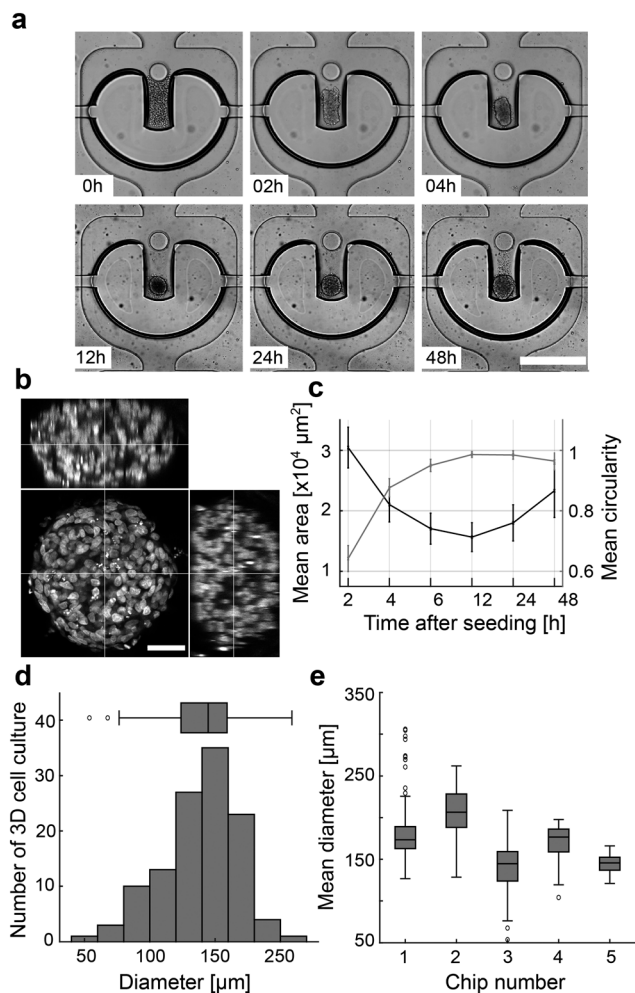 a
0h
02h
04h
12h
24h
48h
b
c
Mean area [x10⁴ µm²]
3
2
1
Mean circularity
1
0.8
0.6
2 4 6 12 24 48
Time after seeding [h]
d
Number of 3D cell culture
40
20
10
0
50 100 150 250
Diameter [µm]
e
Mean diameter [µm]
350
250
150
50
1 2 3 4 5
Chip number